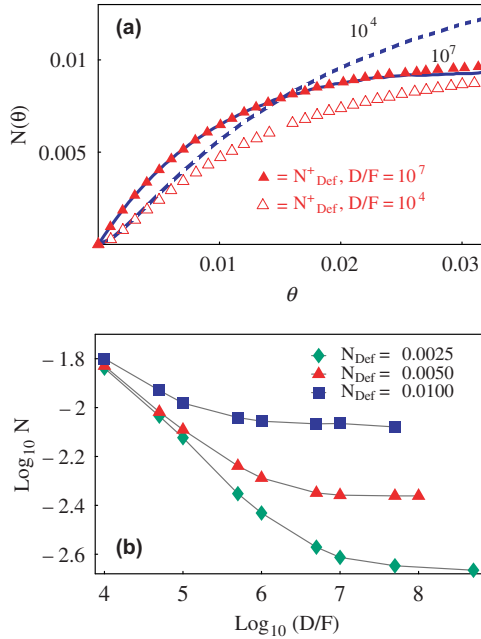 (a)
10^4
10^7
0.01
0.005
N(θ)
▲ = N^+_Def, D/F = 10^7
△ = N^+_Def, D/F = 10^4
0.01 0.02 0.03
θ
−1.8
−2
−2.2
−2.4
−2.6
Log_10 N
N_Def = 0.0025
N_Def = 0.0050
N_Def = 0.0100
(b)
4 5 6 7 8
Log_10 (D/F)